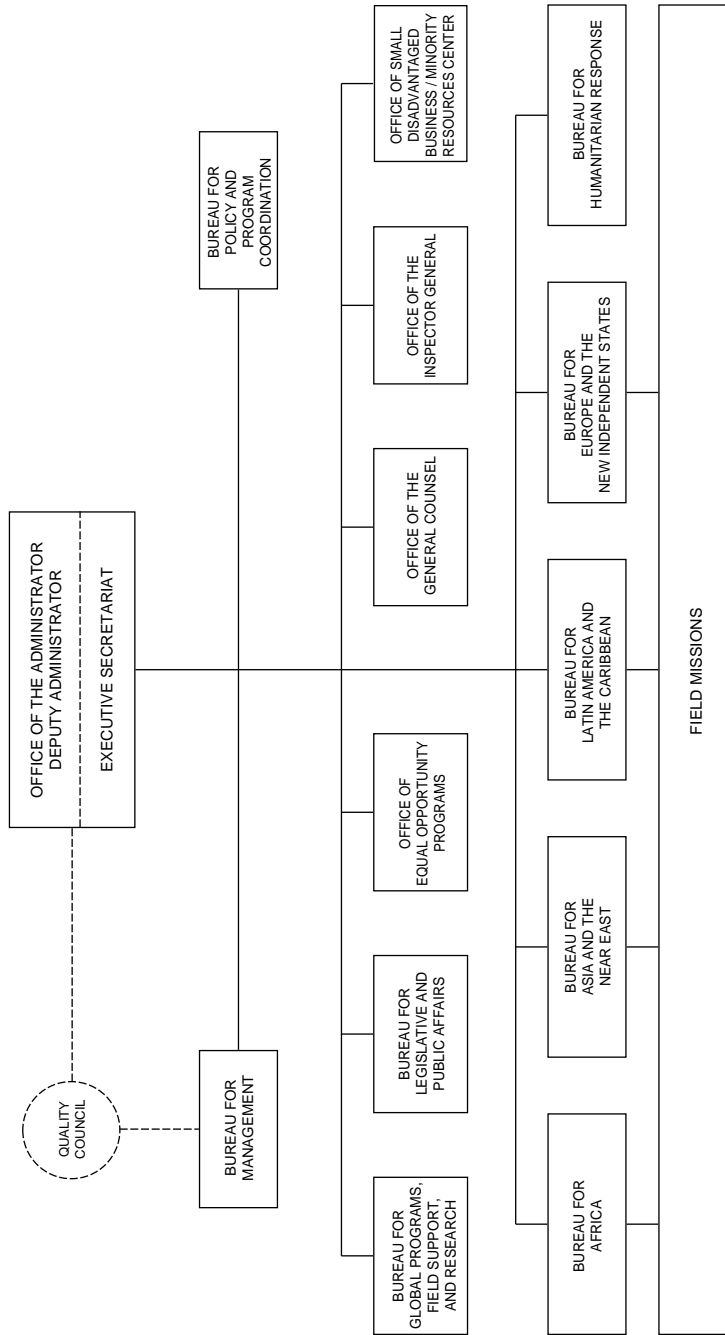 OFFICE OF THE ADMINISTRATOR
DEPUTY ADMINISTRATOR
EXECUTIVE SECRETARIAT
QUALITY
COUNCIL
BUREAU FOR
MANAGEMENT
BUREAU FOR
POLICY AND
PROGRAM
COORDINATION
BUREAU FOR
GLOBAL PROGRAMS,
FIELD SUPPORT,
AND RESEARCH
BUREAU FOR
LEGISLATIVE AND
PUBLIC AFFAIRS
OFFICE OF
EQUAL OPPORTUNITY
PROGRAMS
OFFICE OF THE
GENERAL COUNSEL
OFFICE OF THE
INSPECTOR GENERAL
OFFICE OF SMALL
DISADVANTAGED
BUSINESS / MINORITY
RESOURCES CENTER
BUREAU FOR
AFRICA
BUREAU FOR
ASIA AND THE
NEAR EAST
BUREAU FOR
LATIN AMERICA AND
THE CARIBBEAN
BUREAU FOR
EUROPE AND THE
NEW INDEPENDENT STATES
BUREAU FOR
HUMANITARIAN RESPONSE
FIELD MISSIONS